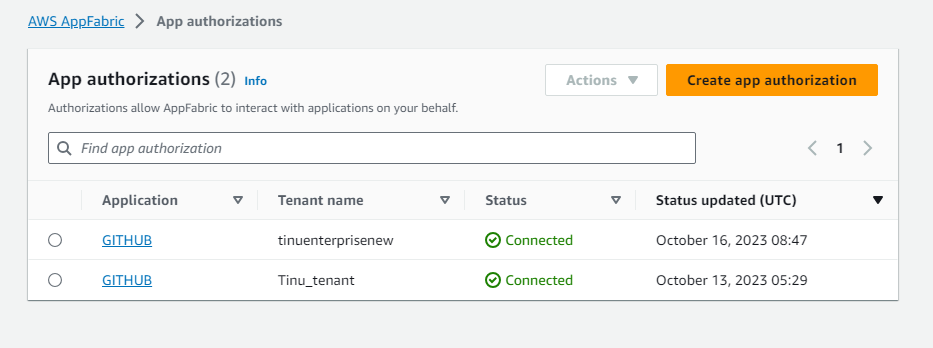 AWS AppFabric > App authorizations
App authorizations (2) Info
Actions
Create app authorization
Authorizations allow AppFabric to interact with applications on your behalf.
Find app authorization
1
Application Tenant name Status Status updated (UTC)
GITHUB tinuenterprisenew Connected October 16, 2023 08:47
GITHUB Tinu_tenant Connected October 13, 2023 05:29